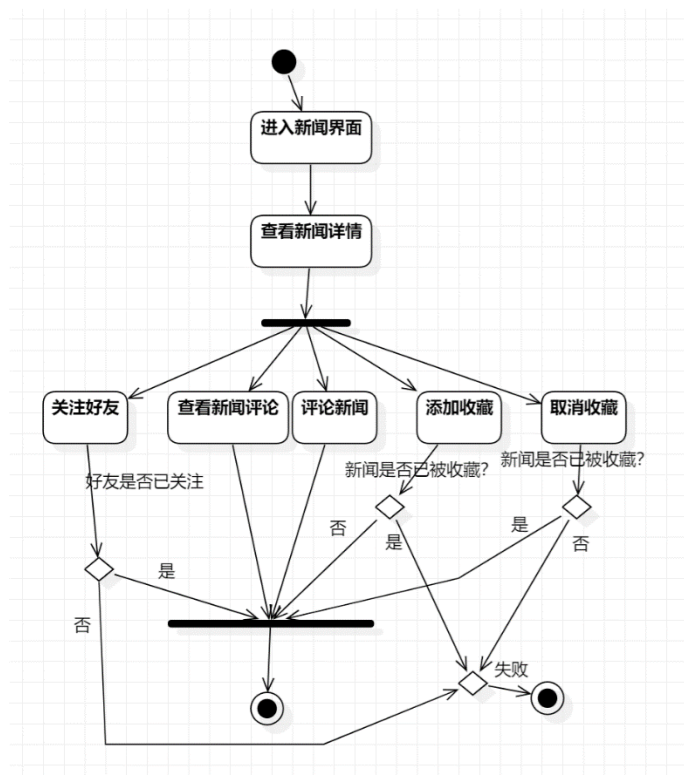 进入新闻界面
查看新闻详情
关注好友
查看新闻评论
评论新闻
添加收藏
取消收藏
好友是否已关注
新闻是否已被收藏?
新闻是否已被收藏?
否
是
是
否
是
否
失败